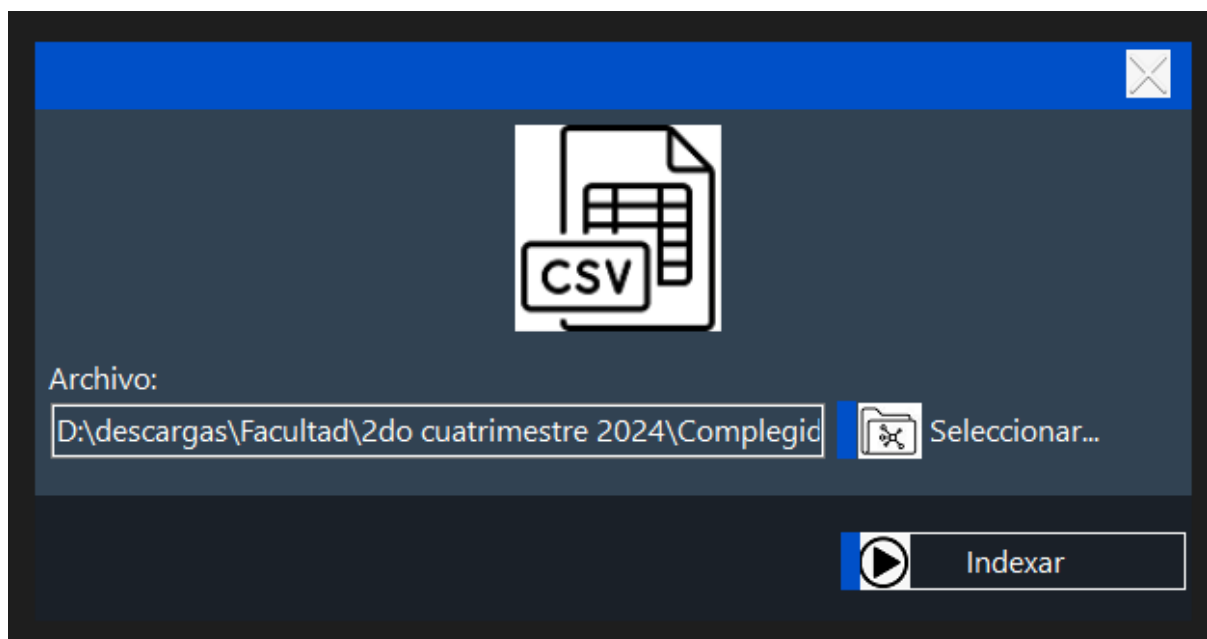 CSV
Archivo:
D:\descargas\Facultad\2do cuatrimestre 2024\Complegid
Seleccionar...
Indexar